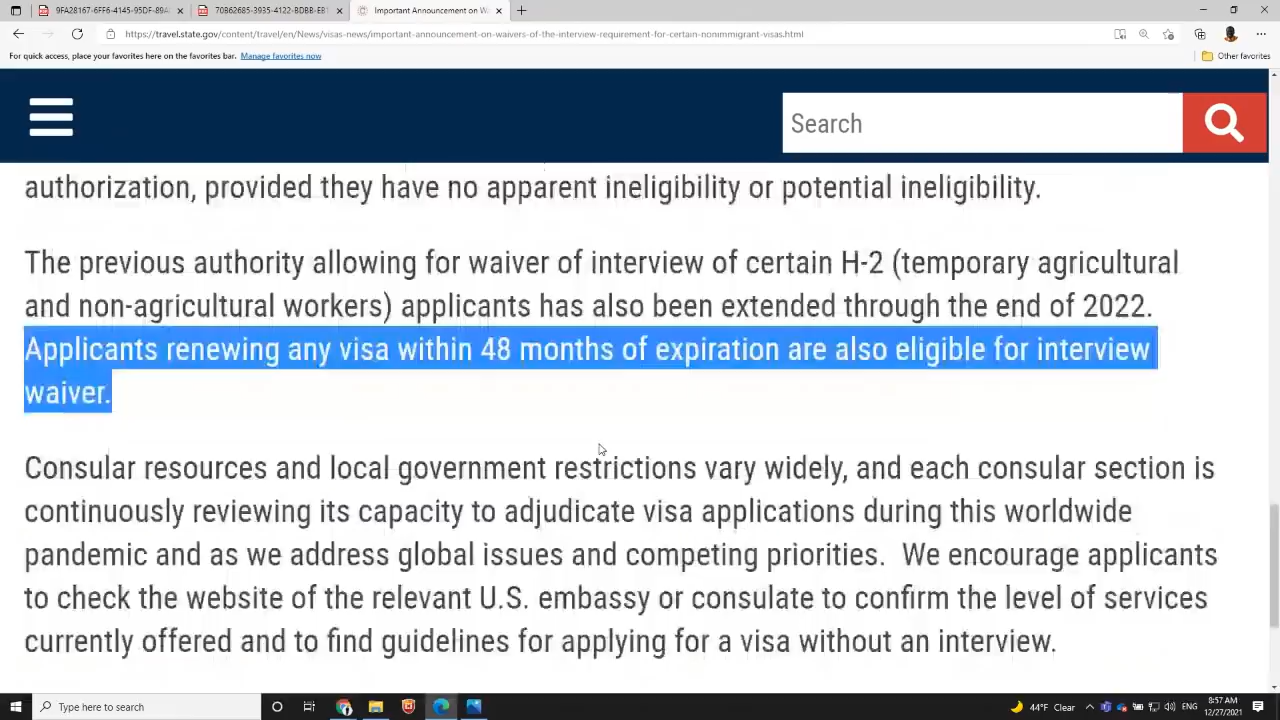 9FA28167-6FF6-4145-95DF-89A
70862685-3935-4122-BDBB-EB1
Important Announcement on Wa
https://travel.state.gov/content/travel/en/News/visas-news/important-announcement-on-waivers-of-the-interview-requirement-for-certain-nonimmigrant-visas.html
For quick access, place your favorites here on the favorites bar. Manage favorites now
Other favorites
Search
authorization, provided they have no apparent ineligibility or potential ineligibility.
The previous authority allowing for waiver of interview of certain H-2 (temporary agricultural
and non-agricultural workers) applicants has also been extended through the end of 2022.
Applicants renewing any visa within 48 months of expiration are also eligible for interview
waiver.
Consular resources and local government restrictions vary widely, and each consular section is
continuously reviewing its capacity to adjudicate visa applications during this worldwide
pandemic and as we address global issues and competing priorities.  We encourage applicants
to check the website of the relevant U.S. embassy or consulate to confirm the level of services
currently offered and to find guidelines for applying for a visa without an interview.
Type here to search
44°F Clear
ENG
8:57 AM
12/27/2021